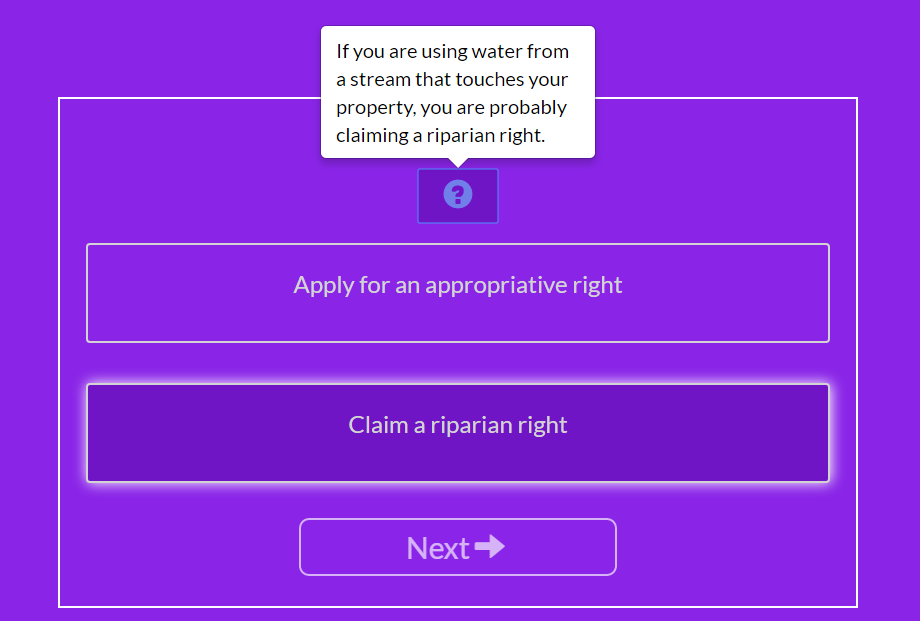 If you are using water from
a stream that touches your
property, you are probably
claiming a riparian right.
?
Apply for an appropriative right
Claim a riparian right
Next